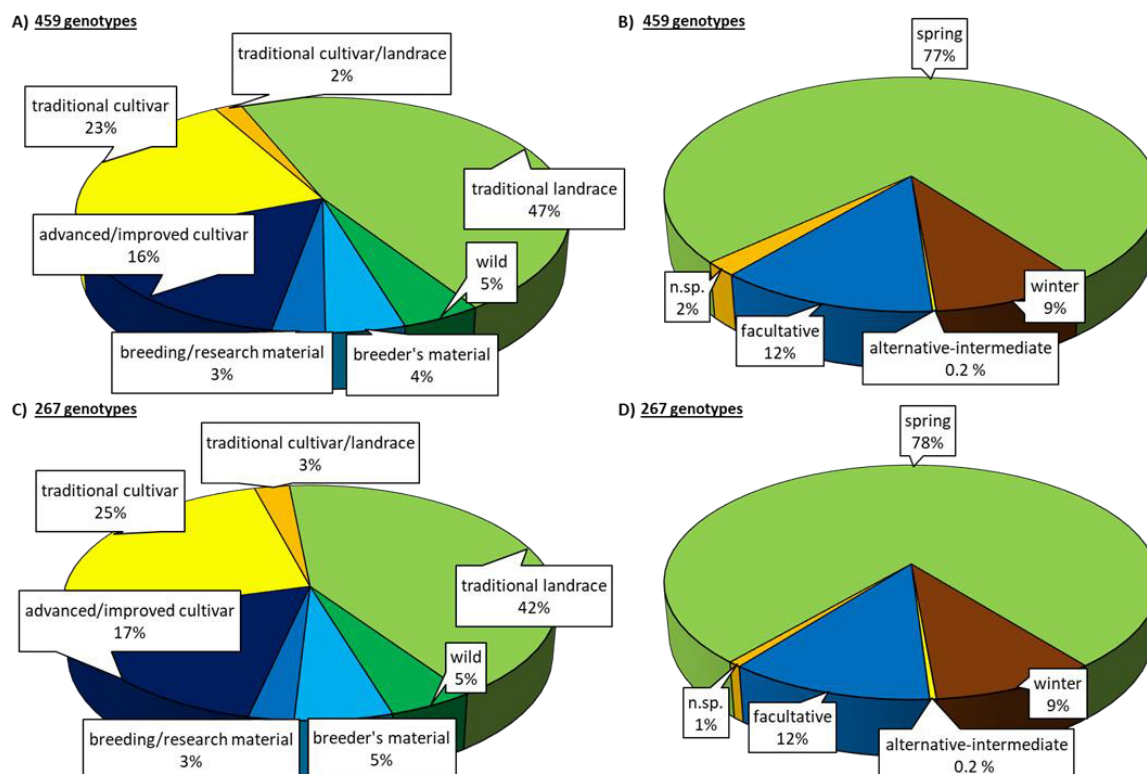 A) 459 genotypes
traditional cultivar/landrace
2%
traditional cultivar
23%
traditional landrace
47%
advanced/improved cultivar
16%
wild
5%
breeding/research material
3%
breeder's material
4%
B) 459 genotypes
spring
77%
n.sp.
2%
facultative
12%
alternative-intermediate
0.2 %
winter
9%
C) 267 genotypes
traditional cultivar/landrace
3%
traditional cultivar
25%
traditional landrace
42%
advanced/improved cultivar
17%
wild
5%
breeding/research material
3%
breeder's material
5%
D) 267 genotypes
spring
78%
n.sp.
1%
facultative
12%
alternative-intermediate
0.2 %
winter
9%